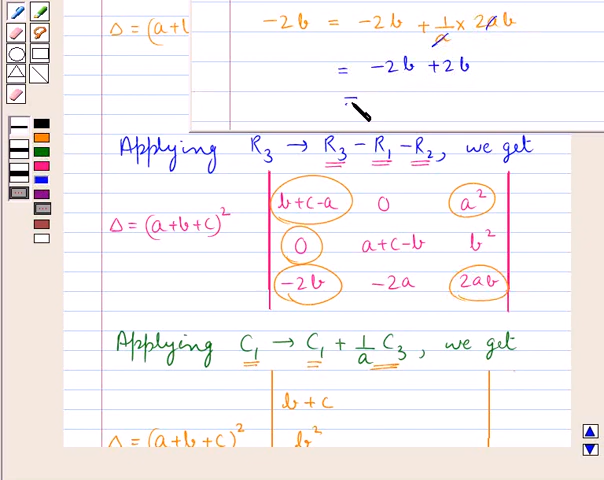 Δ = (a+b
-2b = -2b + 1/a × 2ab
= -2b + 2b
=
Applying R₃ → R₃ - R₁ - R₂, we get
b+c-a 0 a²
Δ = (a+b+c)²
0 a+c-b b²
-2b -2a 2ab
Applying C₁ → C₁ + 1/a C₃, we get
b+c
Δ = (a+b+c)² b²